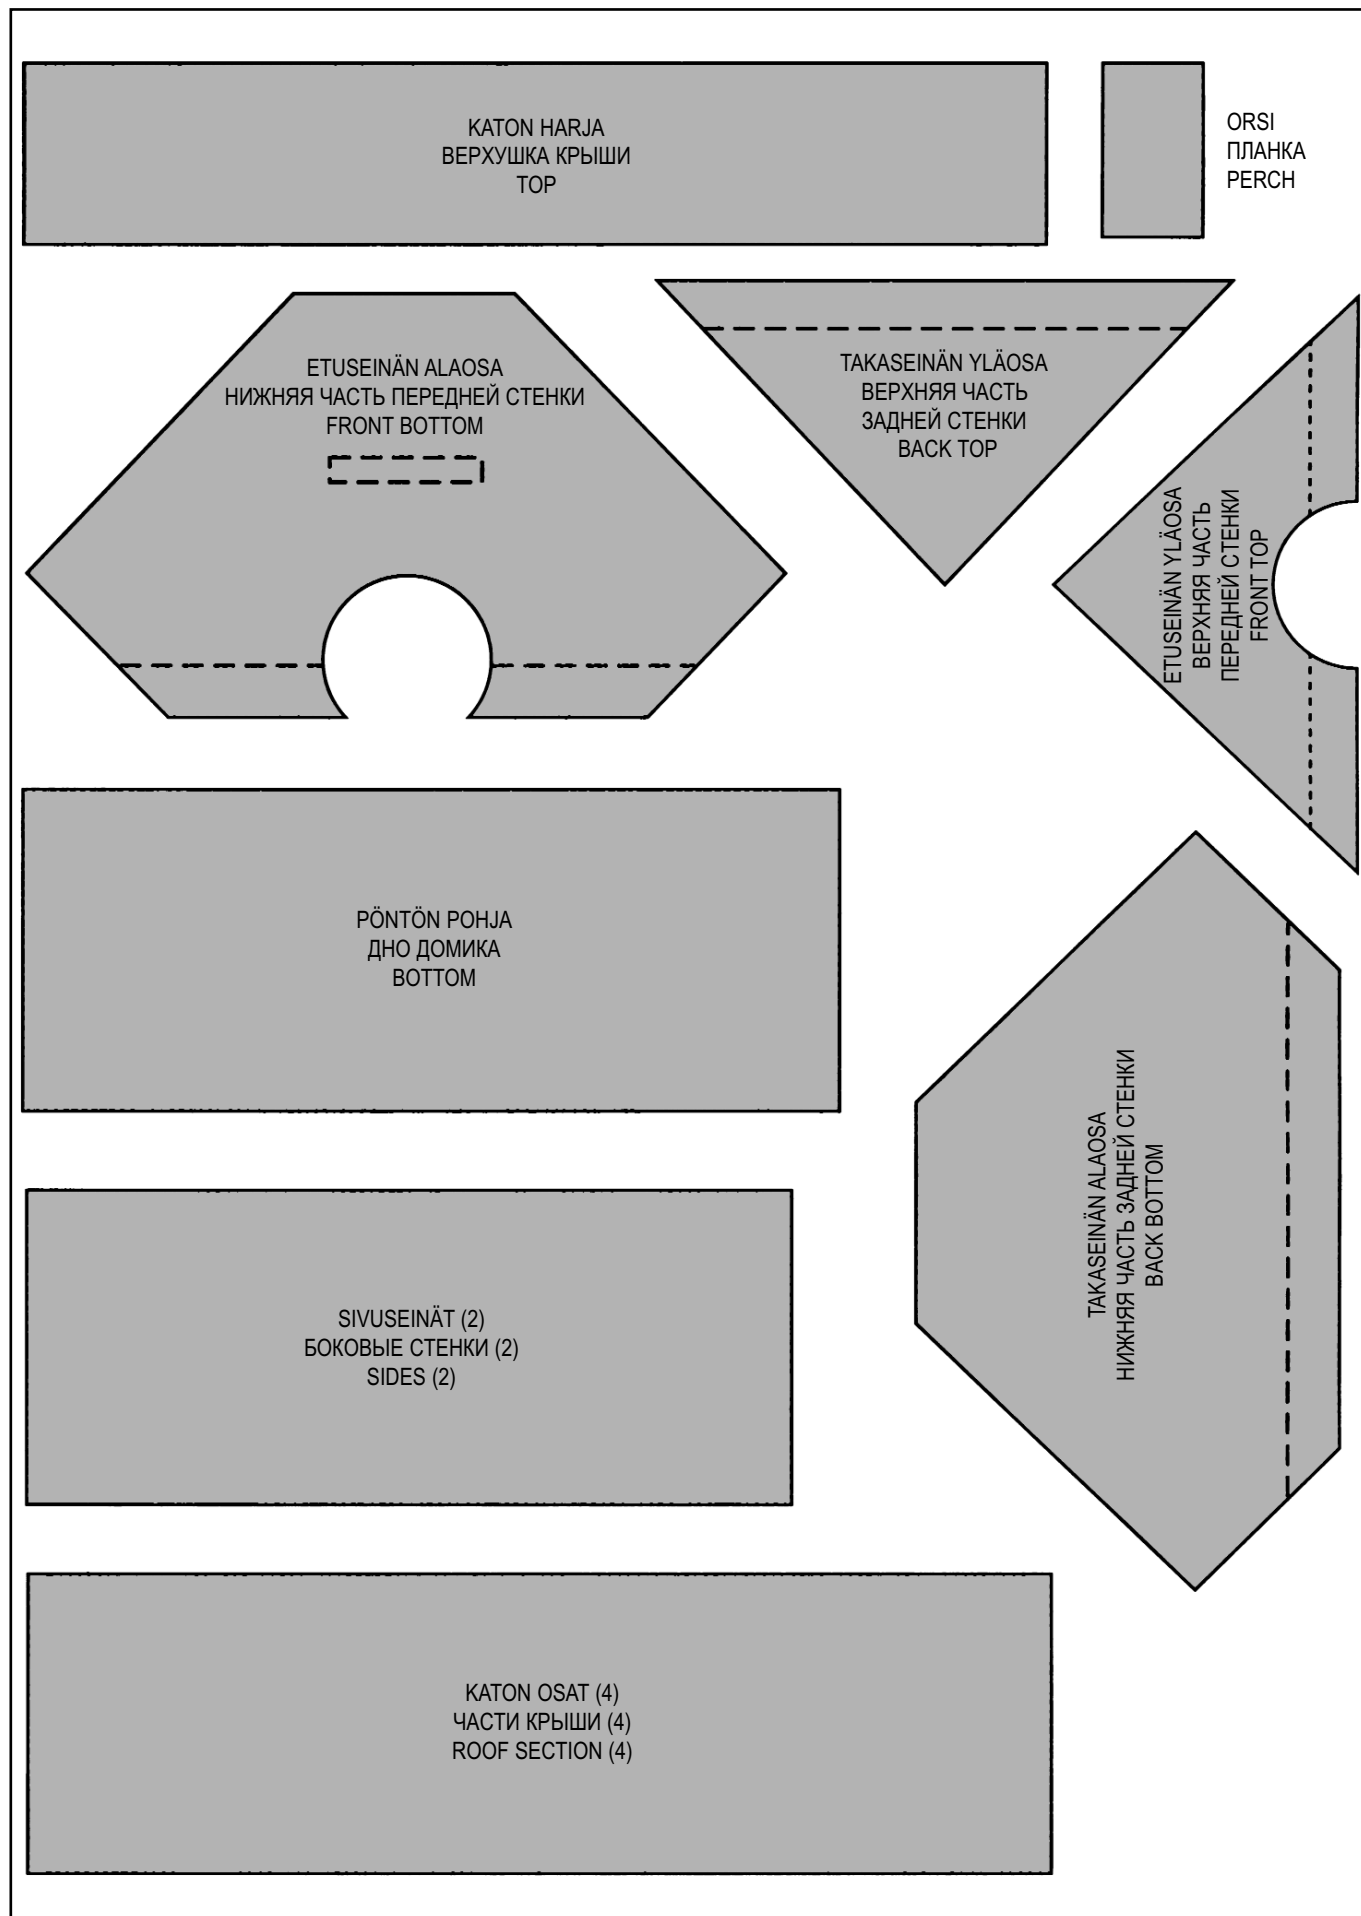 KATON HARJA
ВЕРХУШКА КРЫШИ
TOP
ORSI
ПЛАНКА
PERCH
ETUSEINÄN ALAOSA
НИЖНЯЯ ЧАСТЬ ПЕРЕДНЕЙ СТЕНКИ
FRONT BOTTOM
TAKASEINÄN YLÄOSA
ВЕРХНЯЯ ЧАСТЬ
ЗАДНЕЙ СТЕНКИ
BACK TOP
ETUSEINÄN YLÄOSA
ВЕРХНЯЯ ЧАСТЬ
ПЕРЕДНЕЙ СТЕНКИ
FRONT TOP
PÖNTÖN POHJA
ДНО ДОМИКА
BOTTOM
TAKASEINÄN ALAOSA
НИЖНЯЯ ЧАСТЬ ЗАДНЕЙ СТЕНКИ
BACK BOTTOM
SIVUSEINÄT (2)
БОКОВЫЕ СТЕНКИ (2)
SIDES (2)
KATON OSAT (4)
ЧАСТИ КРЫШИ (4)
ROOF SECTION (4)